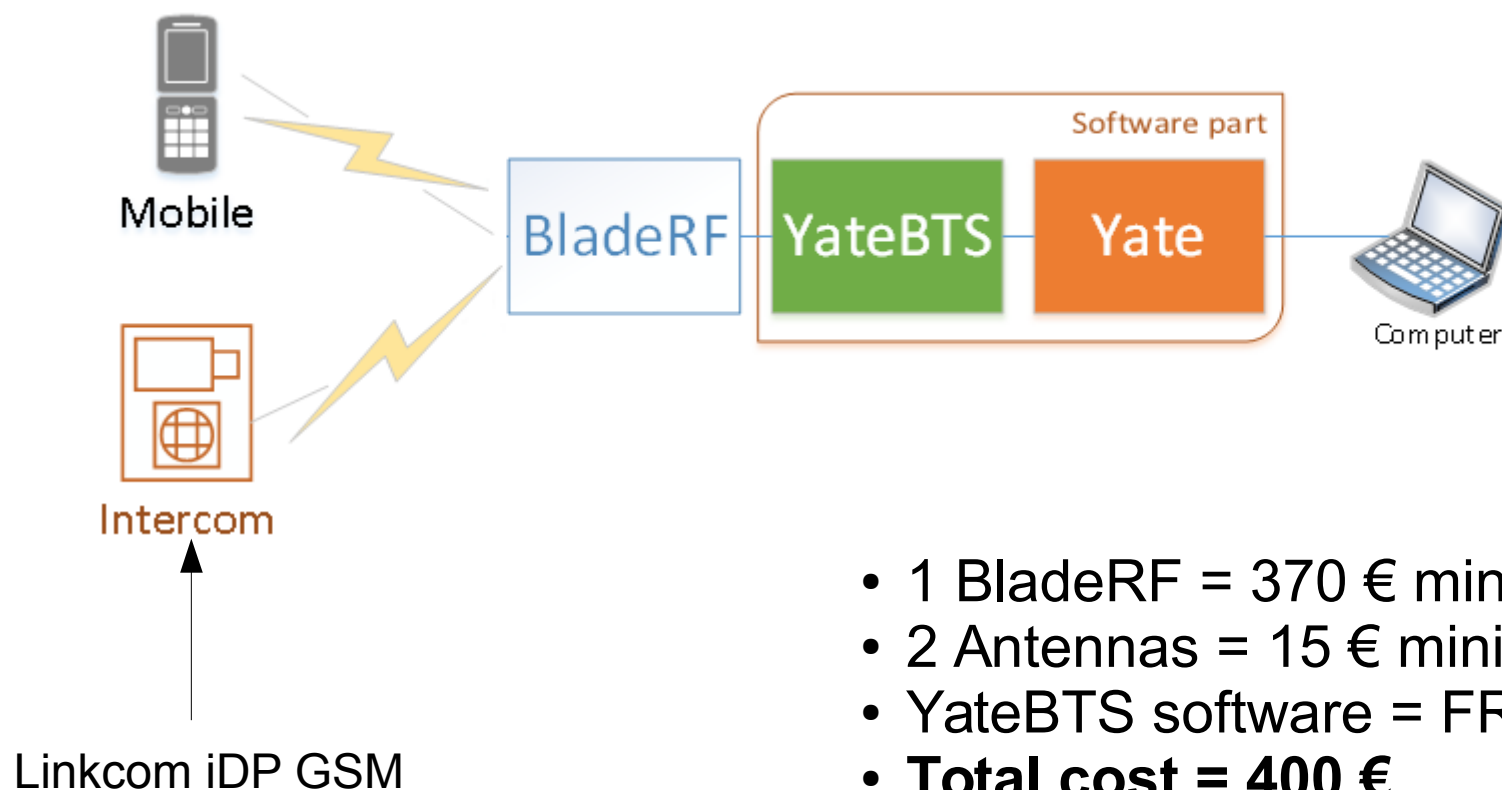 Mobile
Software part
BladeRF
YateBTS
Yate
Computer
Intercom
Linkcom iDP GSM
• 1 BladeRF = 370 € min
• 2 Antennas = 15 € mini
• YateBTS software = FR
• Total cost = 400 €